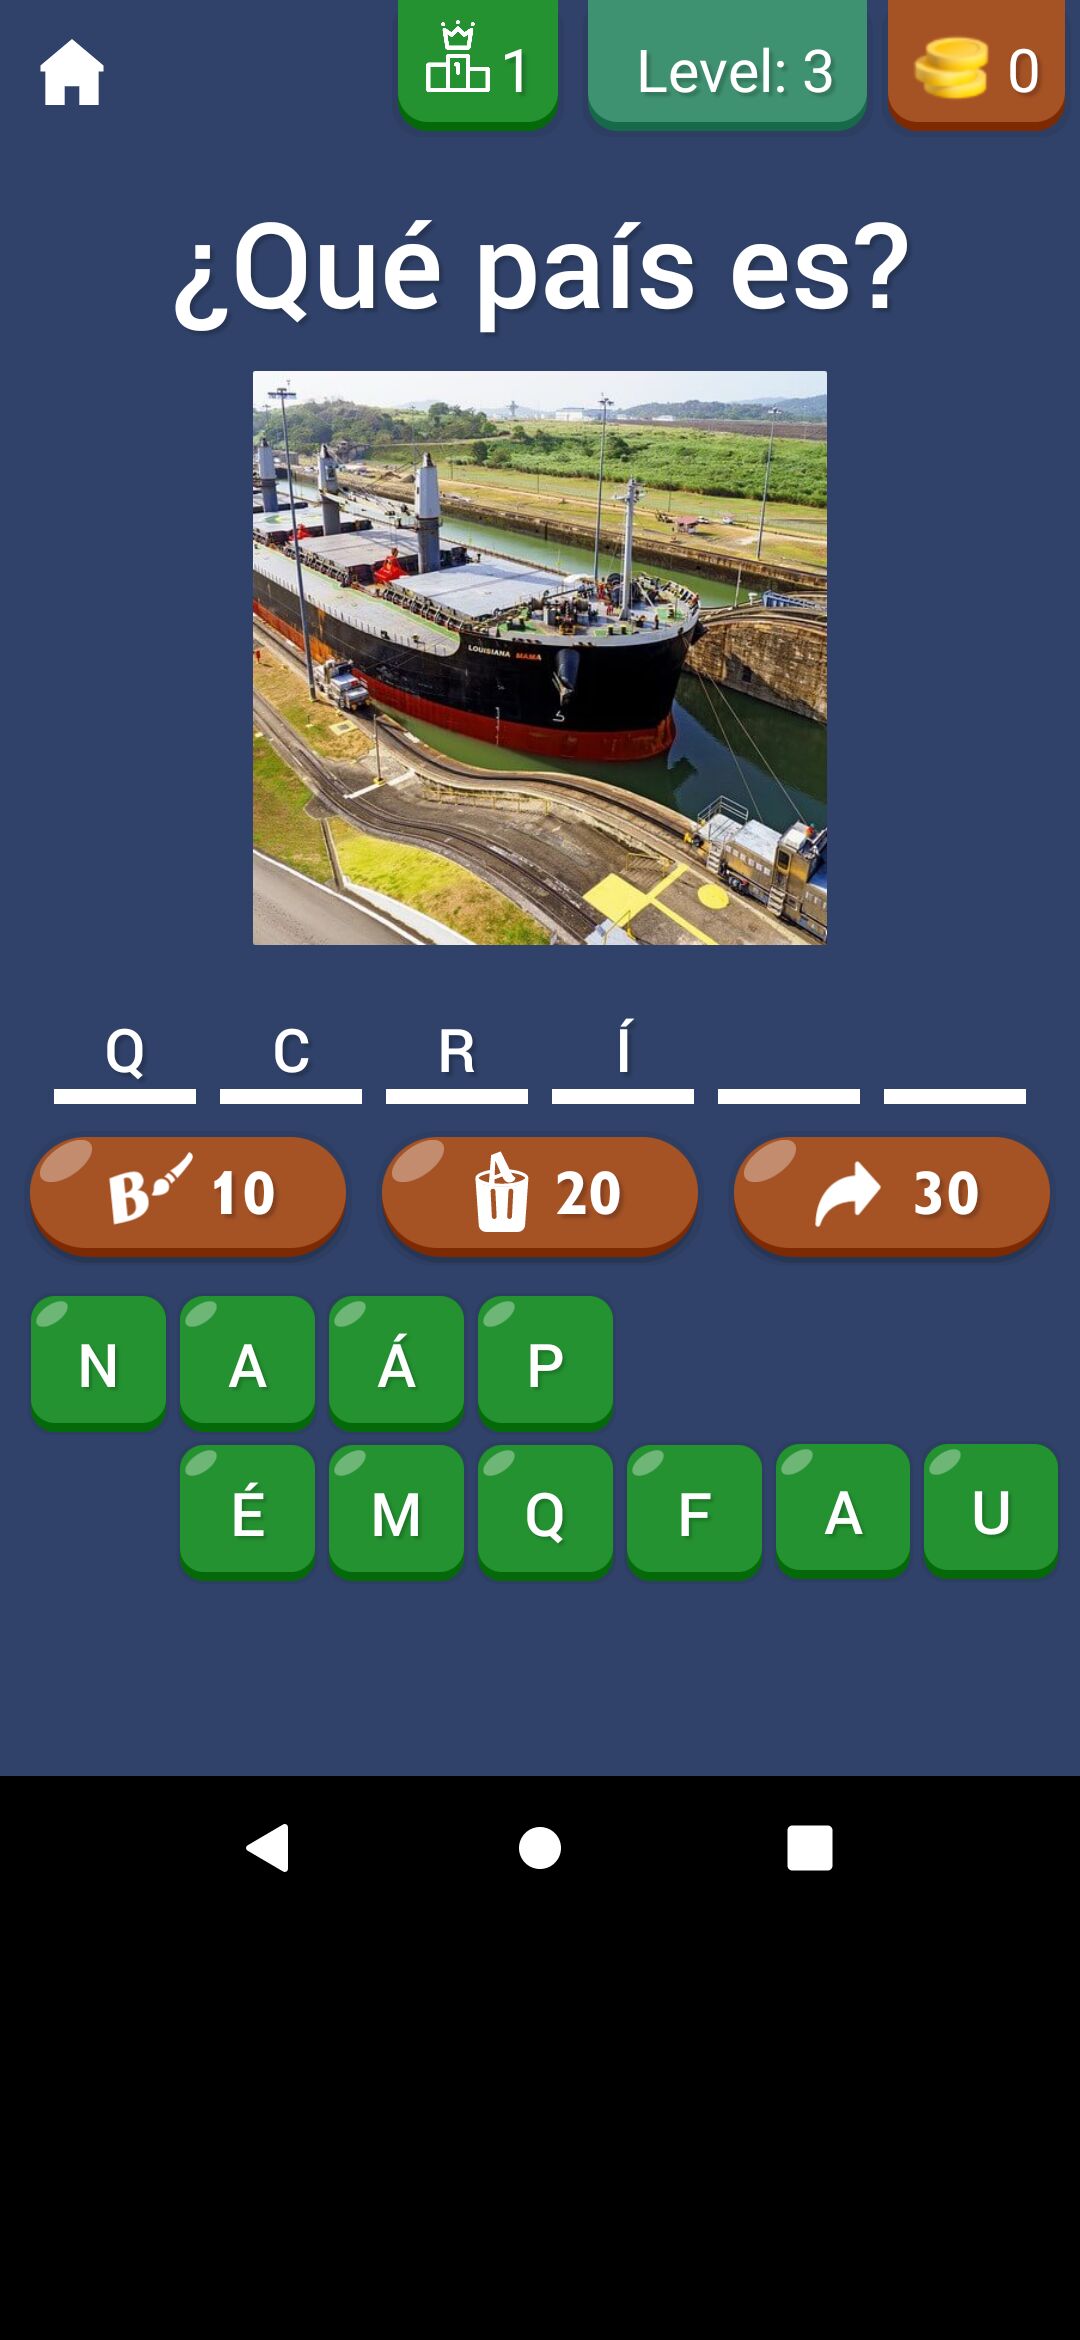 1 Level: 3 0
¿Qué país es?
LOUISIANA MAMA
Q C R Í
B 10 20 30
N A Á P
É M Q F A U